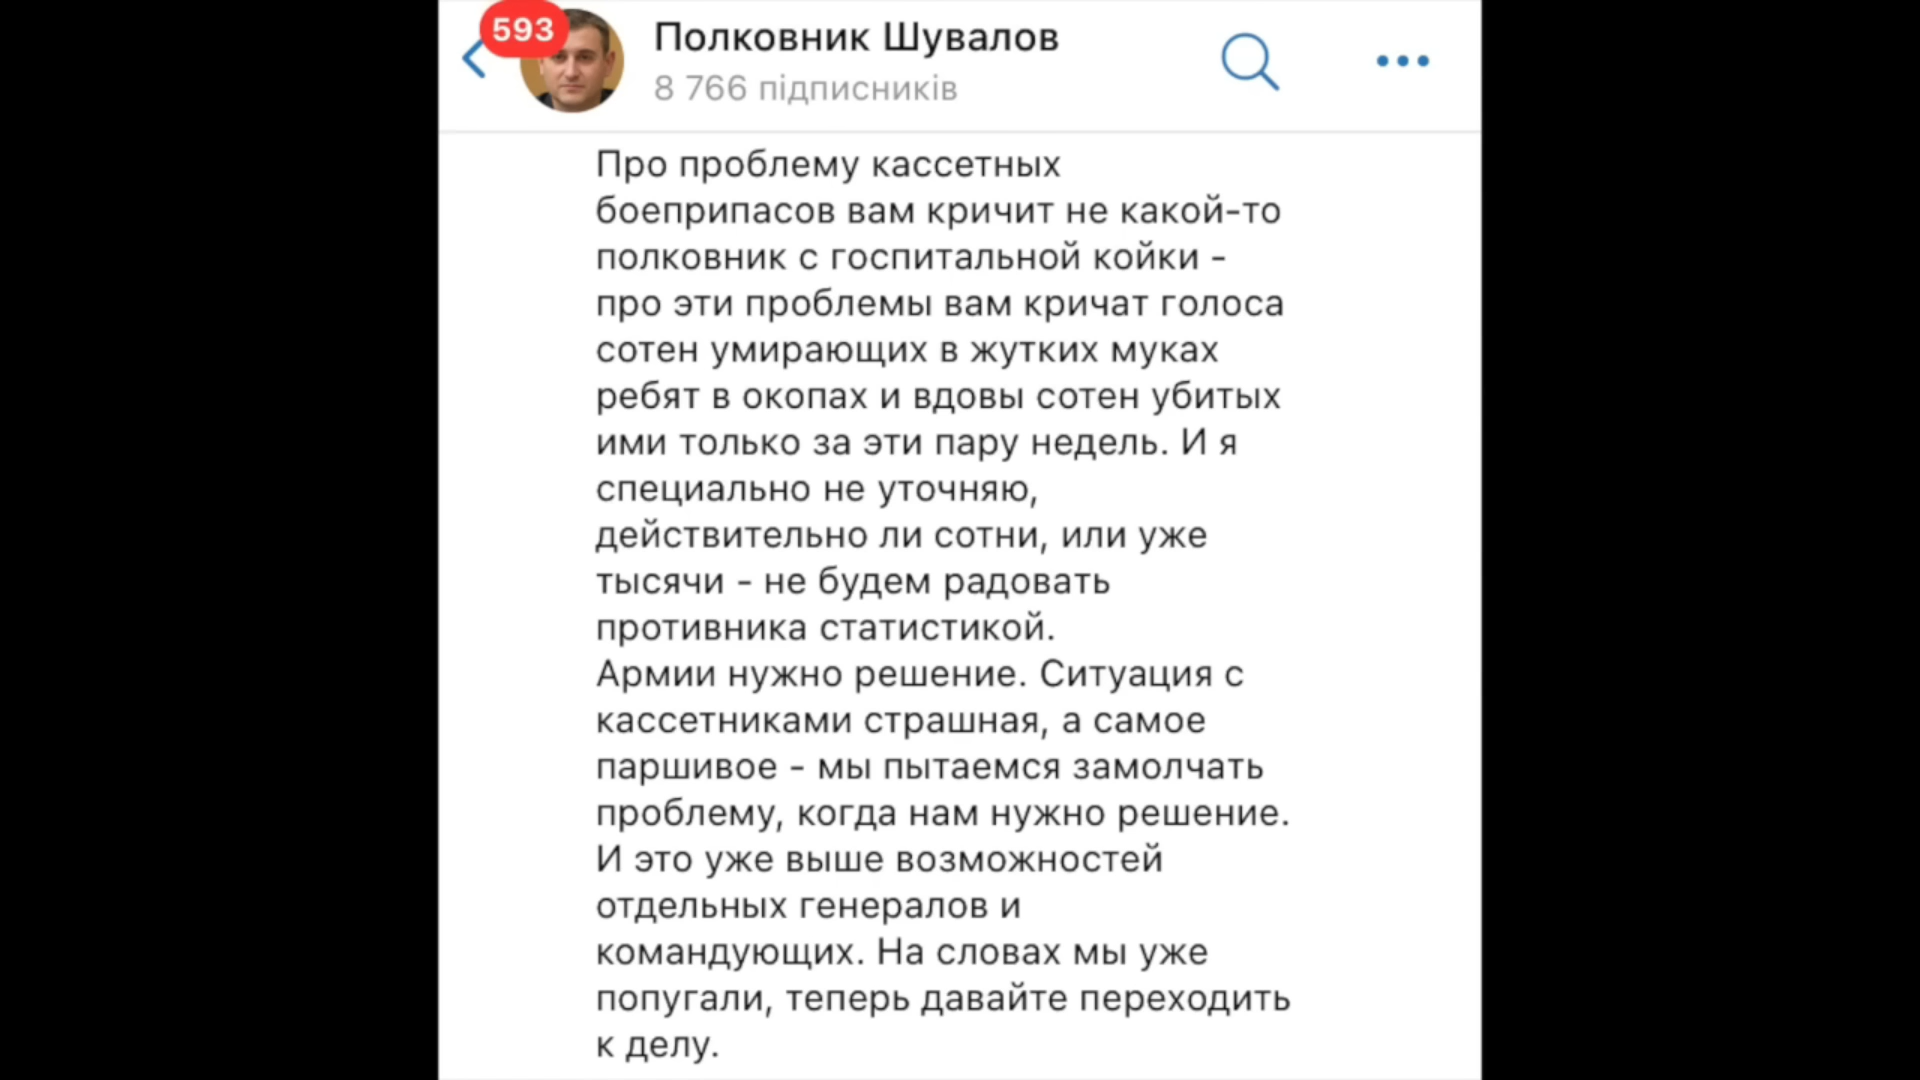 593
Полковник Шувалов
8 766 підписників
Про проблему кассетных
боеприпасов вам кричит не какой-то
полковник с госпитальной койки -
про эти проблемы вам кричат голоса
сотен умирающих в жутких муках
ребят в окопах и вдовы сотен убитых
ими только за эти пару недель. И я
специально не уточняю,
действительно ли сотни, или уже
тысячи - не будем радовать
противника статистикой.
Армии нужно решение. Ситуация с
кассетниками страшная, а самое
паршивое - мы пытаемся замолчать
проблему, когда нам нужно решение.
И это уже выше возможностей
отдельных генералов и
командующих. На словах мы уже
попугали, теперь давайте переходить
к делу.